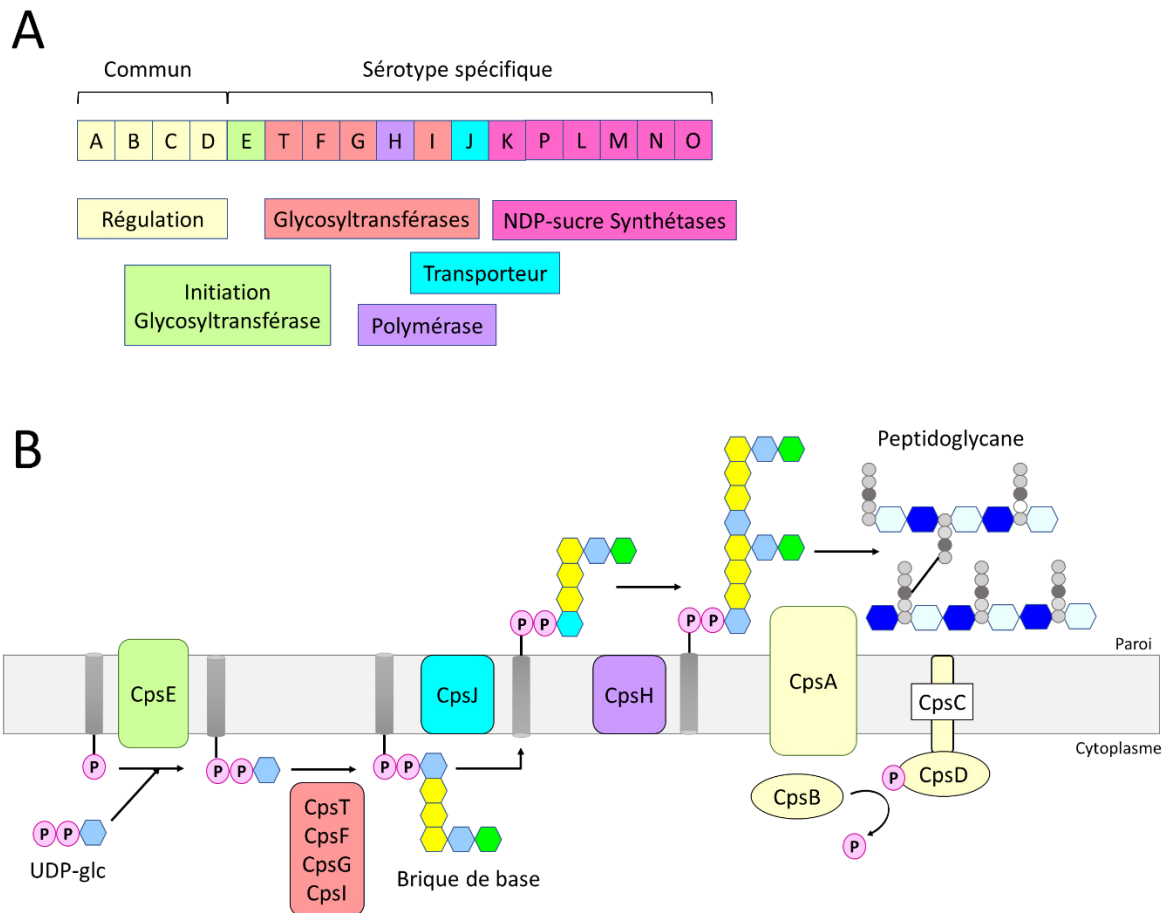 A
Commun
Sérotype spécifique
A B C D E T F G H I J K P L M N O
Régulation
Glycosyltransférases
NDP-sucre Synthétases
Transporteur
Initiation
Glycosyltransférase
Polymérase
B
Peptidoglycane
P P
P P
Paroi
CpsE
CpsJ
CpsH
CpsA
CpsC
Cytoplasme
P
P P
P P
P
CpsD
CpsB
P P
UDP-glc
CpsT
CpsF
CpsG
CpsI
P
Brique de base